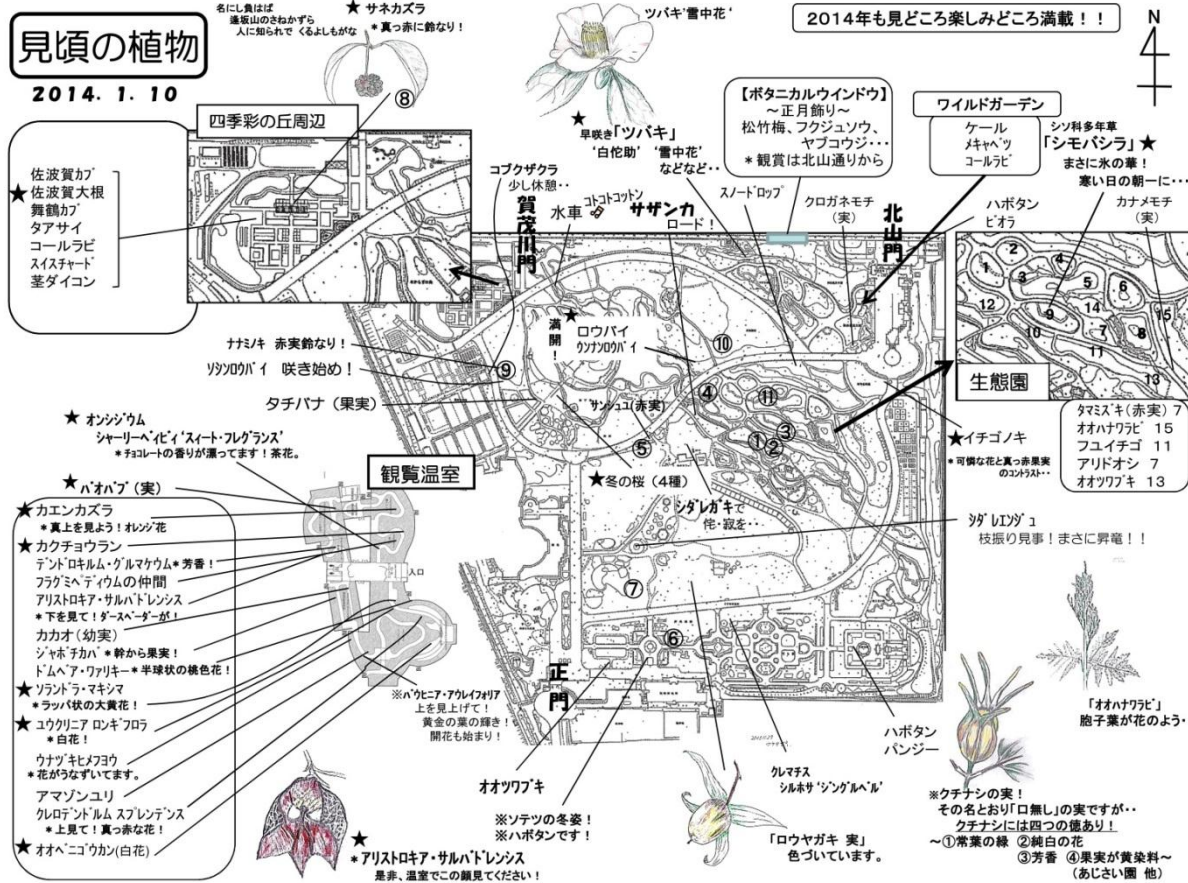 見頃の植物
2014. 1. 10
名にし負はば
逢坂山のさねかずら
人に知られで くるよしもがな
★ サネカズラ
＊真っ赤に鈴なり！
⑧
ツバキ‘雪中花’
2014年も見どころ楽しみどころ満載！！
N
四季彩の丘周辺
佐波賀カブ
★ 佐波賀大根
舞鶴カブ
タアサイ
コールラビ
スイスチャード
茎ダイコン
★
早咲き「ツバキ」
‘白侘助’ ‘雪中花’
などなど・・
【ボタニカルウインドウ】
～正月飾り～
松竹梅、フクジュソウ、
ヤブコウジ・・・
＊観賞は北山通りから
ワイルドガーデン
ケール
メキャベツ
コールラビ
シソ科多年草
「シモバシラ」★
まさに氷の華！
寒い日の朝一に・・・
カナメモチ
（実）
コブクザクラ
少し休憩・・
賀茂川門
水車
コトコトコットン
サザンカ
ロード！
スノードロップ
クロガネモチ
（実）
北山門
ハボタン
ビオラ
1
2
3
4
5
6
7
8
9
10
11
12
13
14
15
生態園
タマミズキ（赤実）7
オオハナワラビ 15
フユイチゴ 11
アリドオシ 7
オオツワブキ 13
ナナミノキ 赤実鈴なり！
ソシンロウバイ 咲き始め！
タチバナ（果実）
満開！
★
ロウバイ
ウンナンロウバイ
⑨
⑩
④
⑪
サンシュユ(赤実)
①
②
③
⑤
★イチゴノキ
＊可憐な花と真っ赤果実
のコントラスト・・
★冬の桜（4種）
シダレガキで
侘・寂を・・・
シダレエンジュ
枝振り見事！まさに昇竜！！
⑦
⑥
観覧温室
入口
★ オンシジウム
シャーリーベイビィ‘スィート・フレグランス’
＊チョコレートの香りが漂ってます！茶花。
★バオバブ（実）
★ カエンカズラ
＊真上を見よう！オレンジ花
★ カクチョウラン
デンドロキルム・グルマケウム＊芳香！
フラグミペディウムの仲間
アリストロキア・サルバドレンシス
＊下を見て！ダースベーダーが！
カカオ（幼実）
ジャボチカバ＊幹から果実！
ドムベア・ワァリキー＊半球状の桃色花！
★ ソランドラ・マキシマ
＊ラッパ状の大黄花！
★ ユウクリニア ロンギフロラ
＊白花！
ウナヅキヒメフヨウ
＊花がうなずいてます。
アマゾンユリ
クレロデンドルム スプレンデンス
＊上見て！真っ赤な花！
★ オオベニゴウカン(白花)
※バウヒニア・アウレイフォリア
上を見上げて！
黄金の葉の輝き！
開花も始まり！
正門
★
＊アリストロキア・サルバドレンシス
是非、温室でこの顔見てください！
オオツワブキ
※ソテツの冬姿！
※ハボタンです！
「ロウヤガキ 実」
色づいています。
クレマチス
シルホサ‘ジングルベル’
ハボタン
パンジー
「オオハナワラビ」
胞子葉が花のよう・・
※クチナシの実！
その名とおり「口無し」の実ですが・・
クチナシには四つの徳あり！
～①常葉の緑 ②純白の花
③芳香 ④果実が黄染料～
（あじさい園 他）